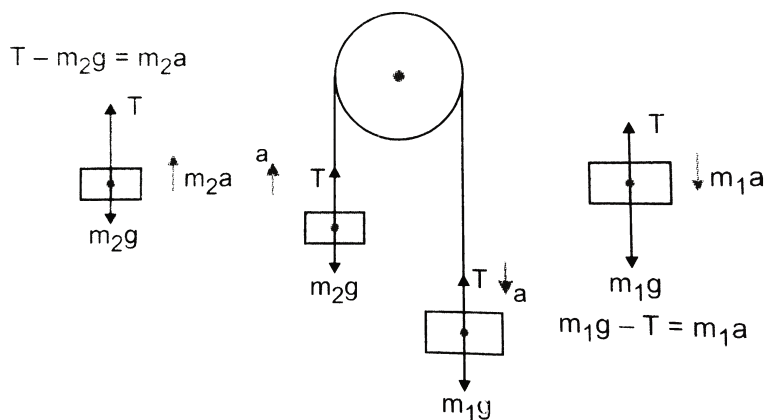 T – m₂g = m₂a
T
m₂a
m₂g
a
T
m₂g
T
a
m₁g
T
m₁a
m₁g
m₁g – T = m₁a